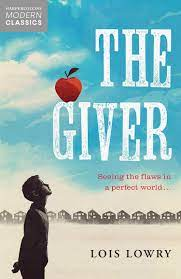 HARPERCOLLINS
MODERN
CLASSICS
THE
GIVER
Seeing the flaws in
a perfect world...
LOIS LOWRY